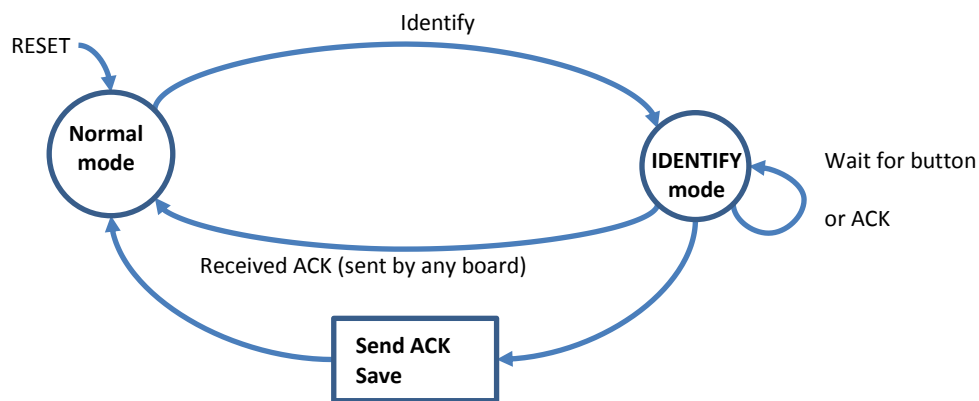 Identify
RESET
Normal
mode
IDENTIFY
mode
Wait for button
or ACK
Received ACK (sent by any board)
Send ACK
Save